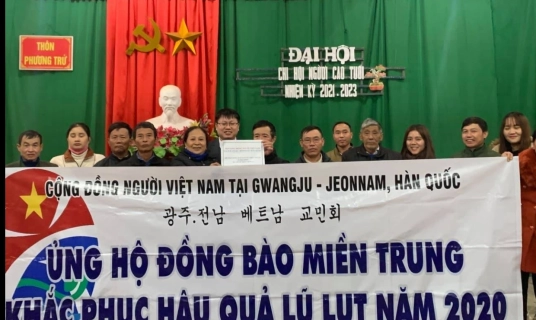 THÔN
PHƯƠNG TRỨ
ĐẠI HỘI
CHI HỘI NGƯỜI CAO TUỔI
NHIỆM KỲ 2021-2023
CỘNG ĐỒNG NGƯỜI VIỆT NAM TẠI GWANGJU - JEONNAM, HÀN QUỐC
광주.전남 베트남 교민회
ỦNG HỘ ĐỒNG BÀO MIỀN TRUNG
KHẮC PHỤC HẬU QUẢ LŨ LỤT NĂM 2020